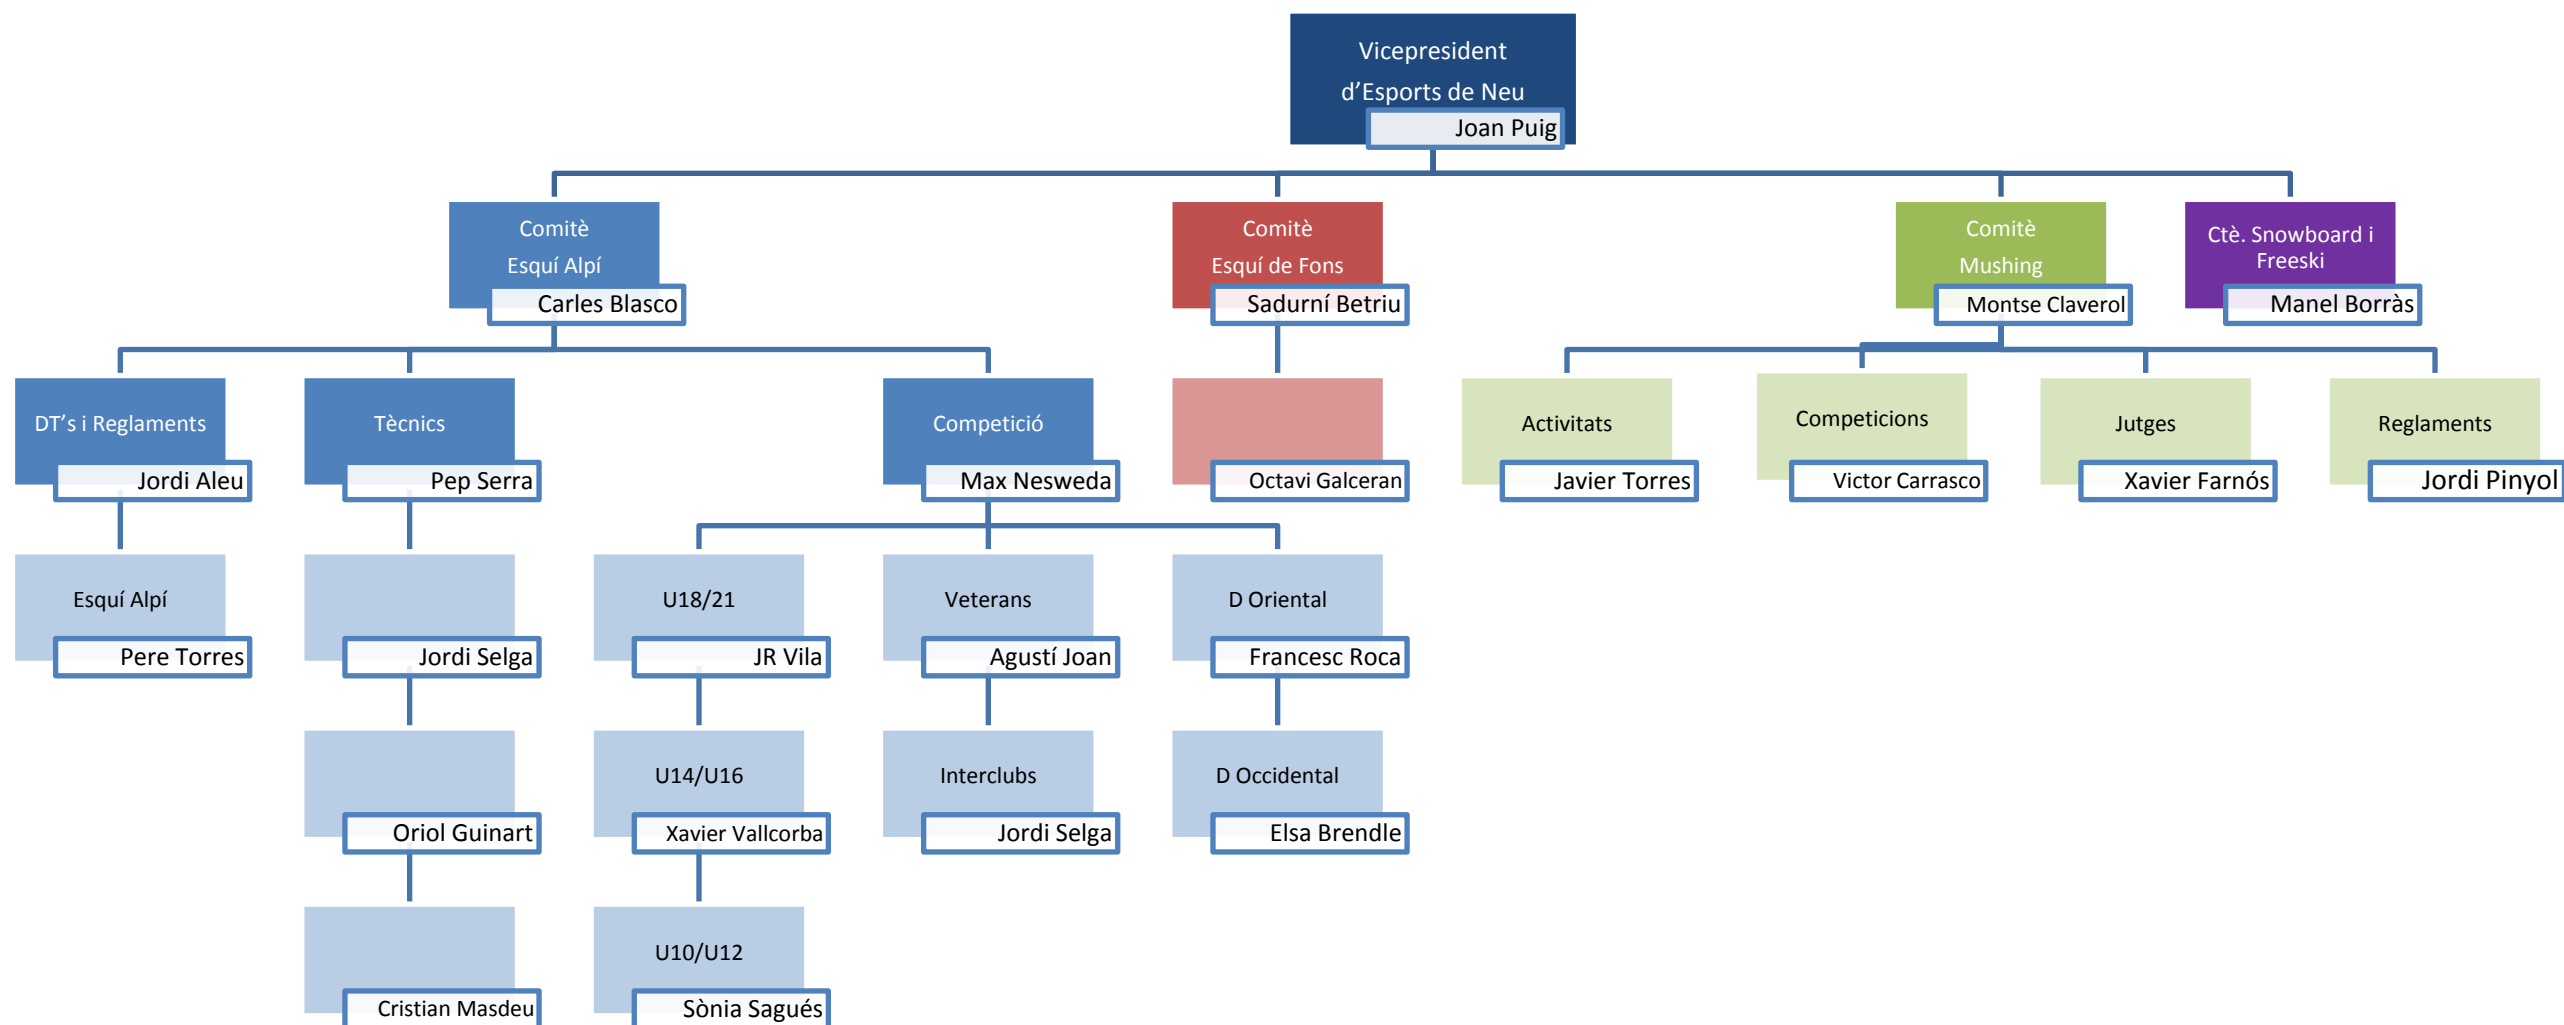 Vicepresident
d’Esports de Neu
Joan Puig
Comitè
Esquí Alpí
Carles Blasco
Comitè
Esquí de Fons
Sadurní Betriu
Comitè
Mushing
Montse Claverol
Ctè. Snowboard i
Freeski
Manel Borràs
DT’s i Reglaments
Jordi Aleu
Tècnics
Pep Serra
Competició
Max Nesweda
Octavi Galceran
Activitats
Javier Torres
Competicions
Victor Carrasco
Jutges
Xavier Farnós
Reglaments
Jordi Pinyol
Esquí Alpí
Pere Torres
Jordi Selga
U18/21
JR Vila
Veterans
Agustí Joan
D Oriental
Francesc Roca
Oriol Guinart
U14/U16
Xavier Vallcorba
Interclubs
Jordi Selga
D Occidental
Elsa Brendle
Cristian Masdeu
U10/U12
Sònia Sagués